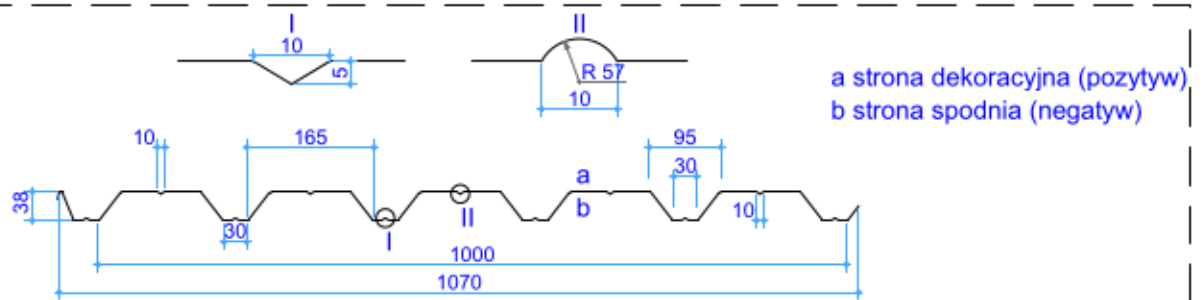 I
II
10
5
R 57
10
a strona dekoracyjna (pozytyw)
b strona spodnia (negatyw)
10
165
95
30
38
a
b
10
30
I
II
1000
1070